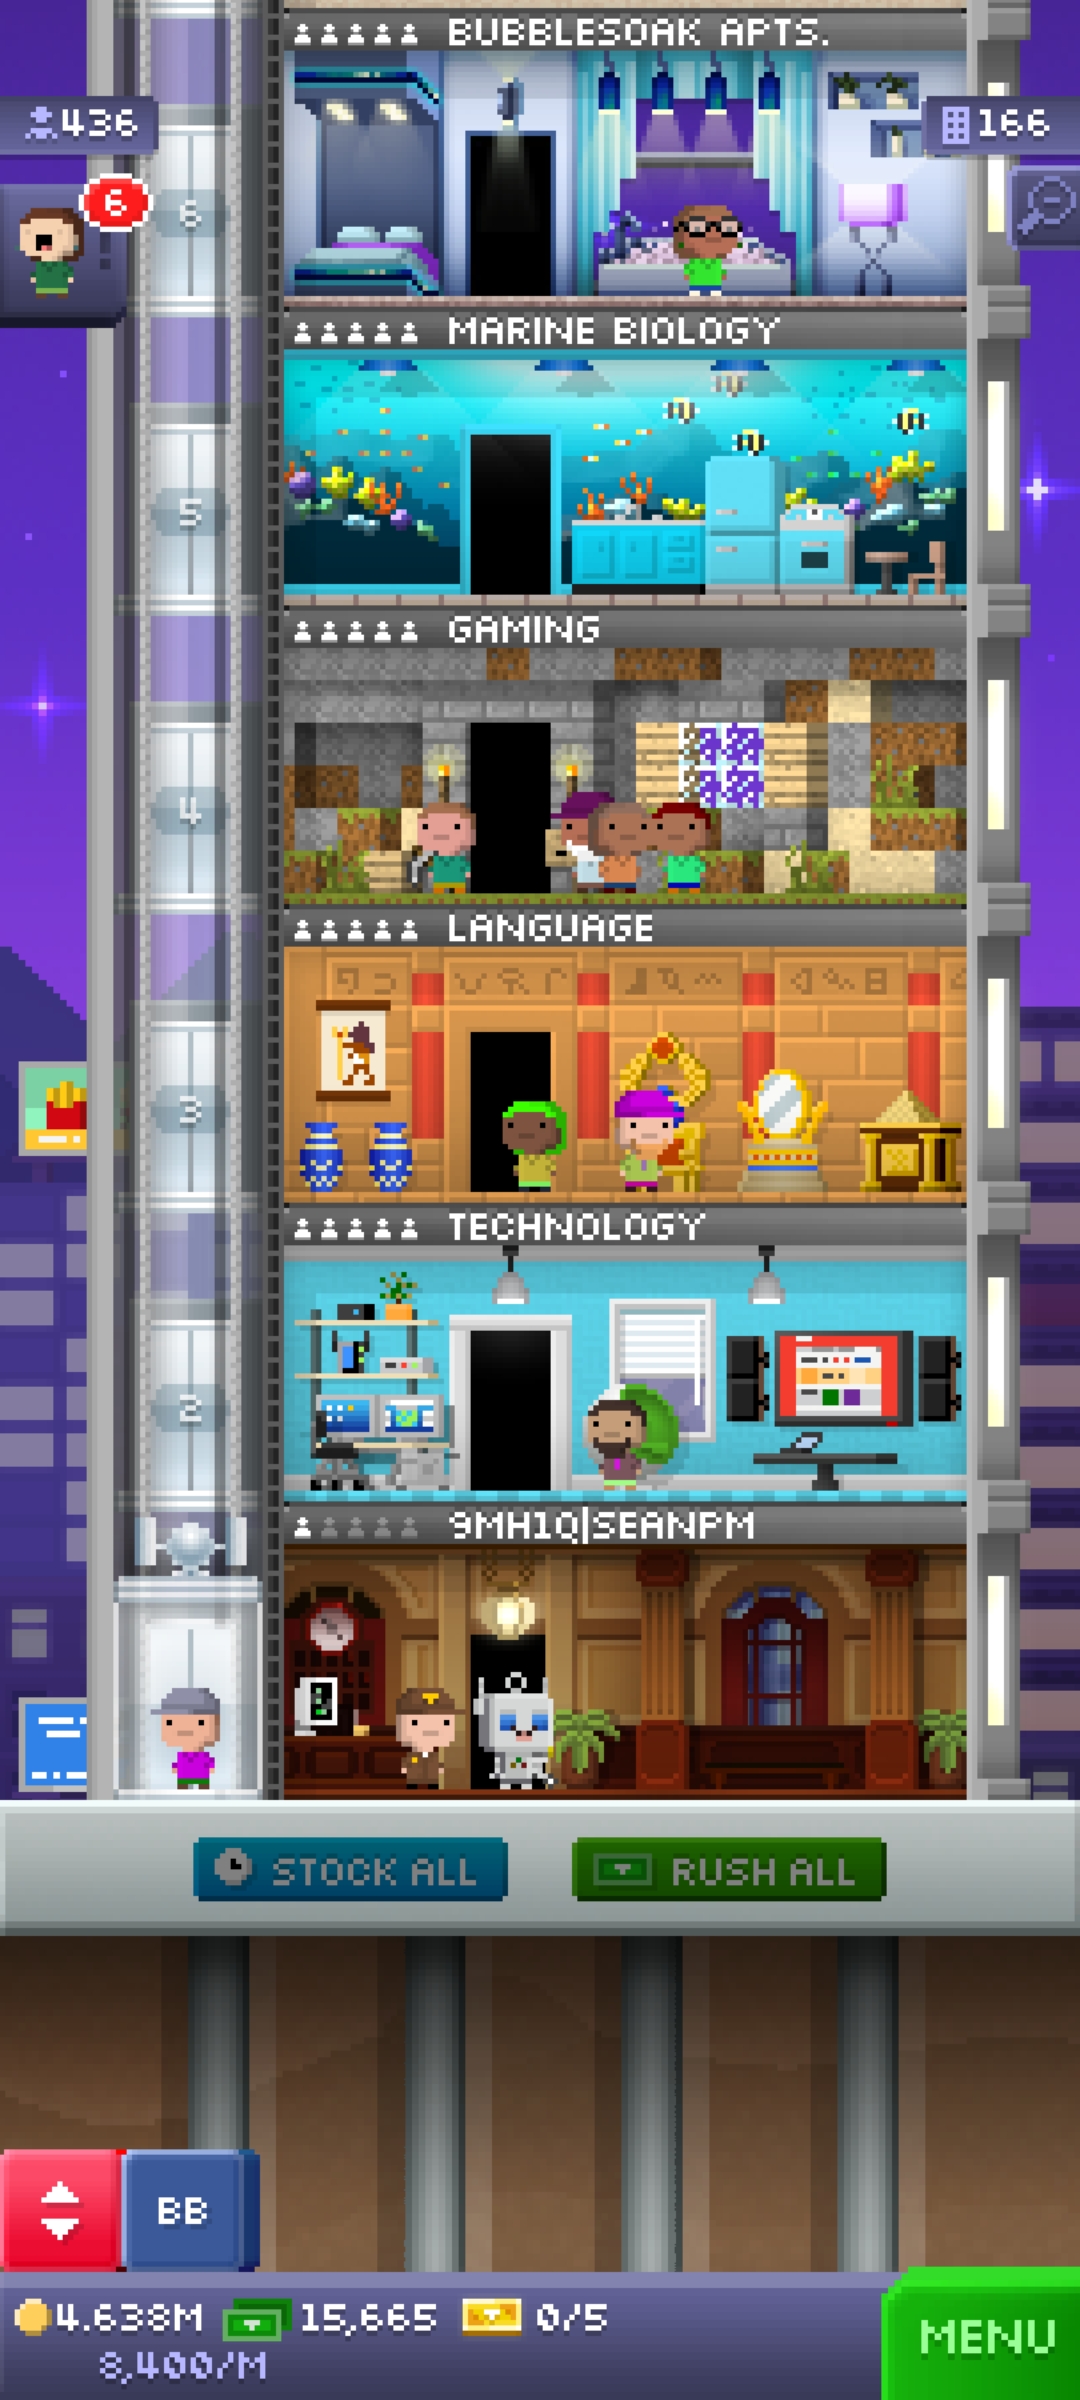 BUBBLESOAK APTS.
436
166
6
6
MARINE BIOLOGY
5
GAMING
4
LANGUAGE
3
TECHNOLOGY
2
9MH1Q|SEANPM
STOCK ALL
RUSH ALL
BB
4.638M
15,665
0/5
8,400/M
MENU